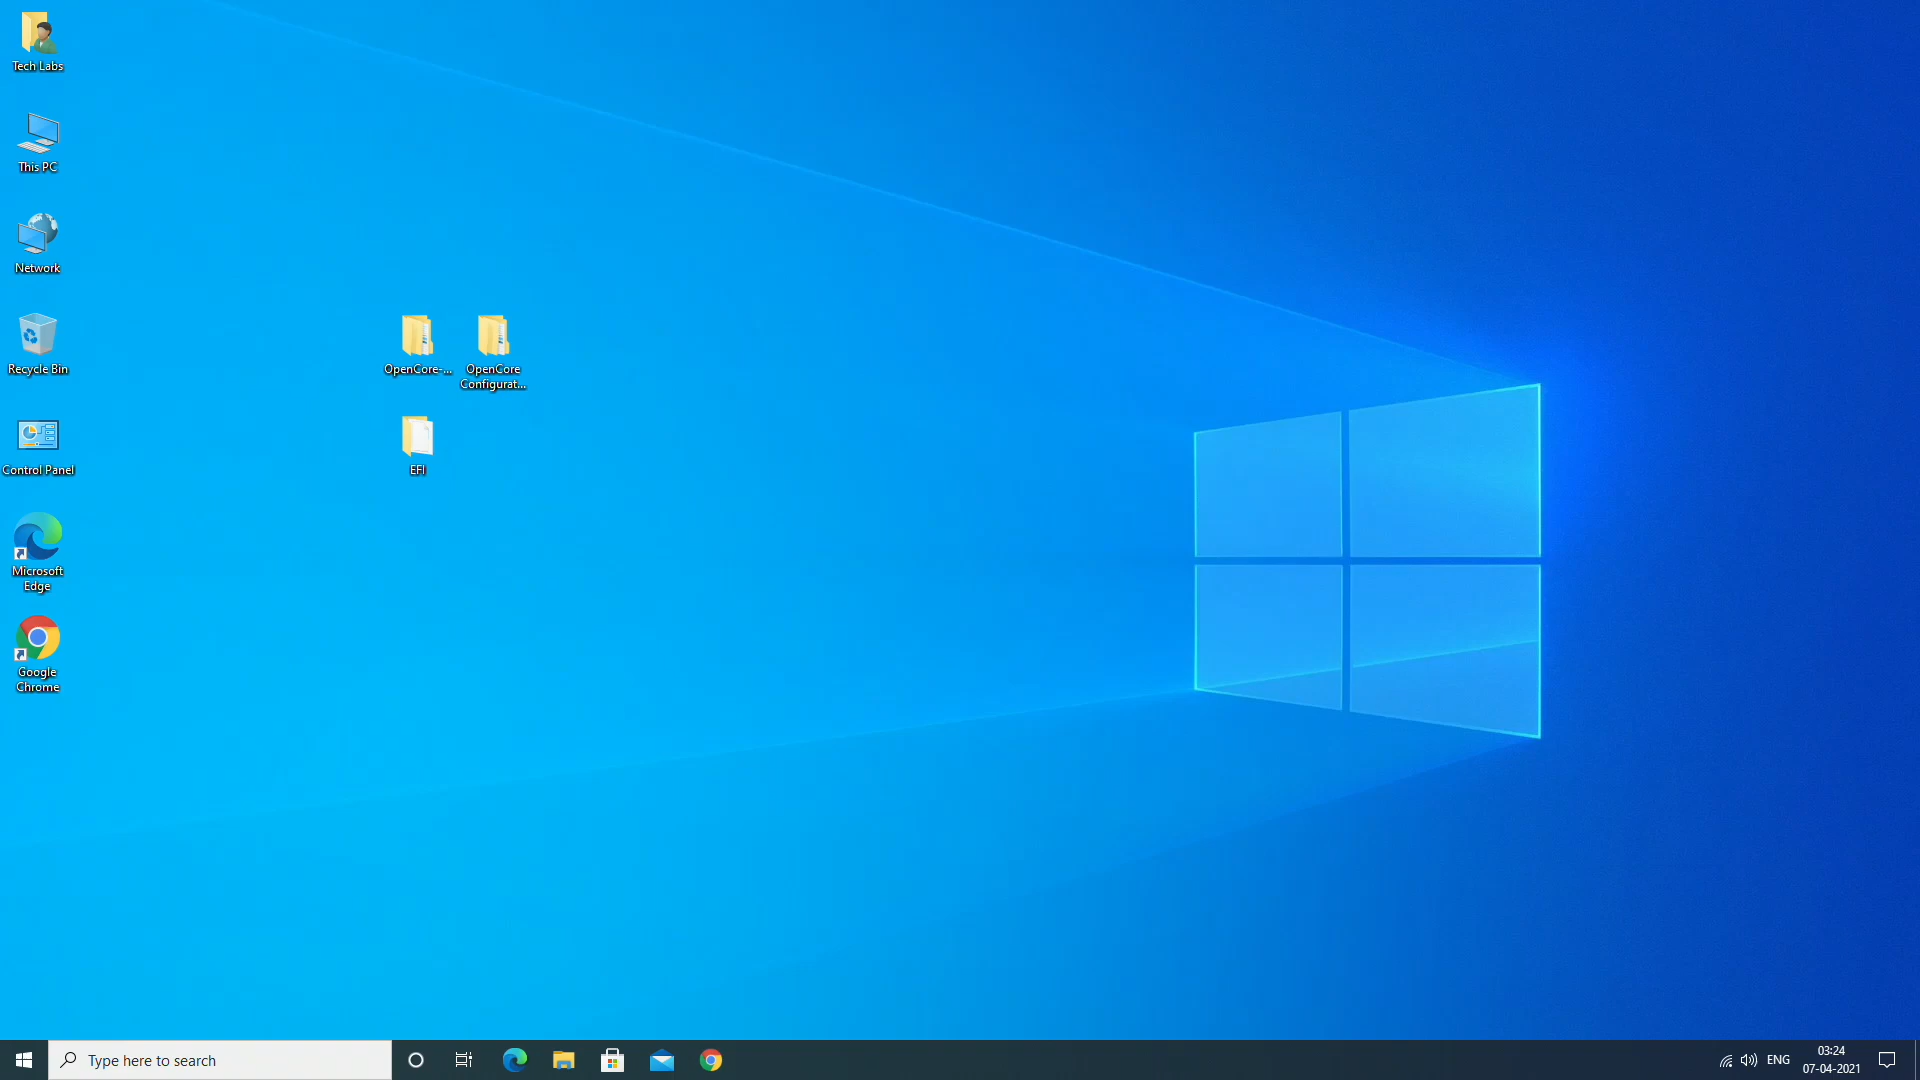 Tech Labs
This PC
Network
Recycle Bin
Control Panel
Microsoft
Edge
Google
Chrome
OpenCore-...
OpenCore
Configurat...
EFI
Type here to search
ENG
03:24
07-04-2021